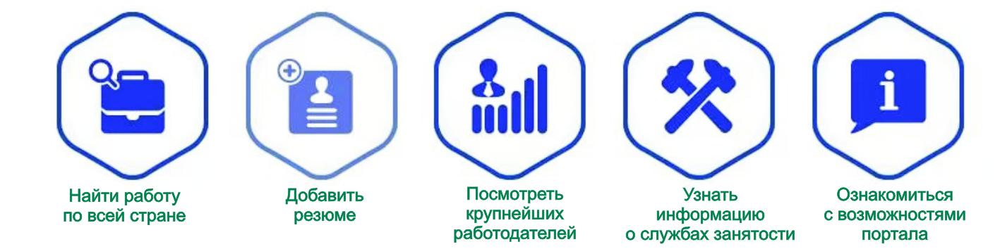 Найти работу
по всей стране
Добавить
резюме
Посмотреть
крупнейших
работодателей
Узнать
информацию
о службах занятости
Ознакомиться
с возможностями
портала